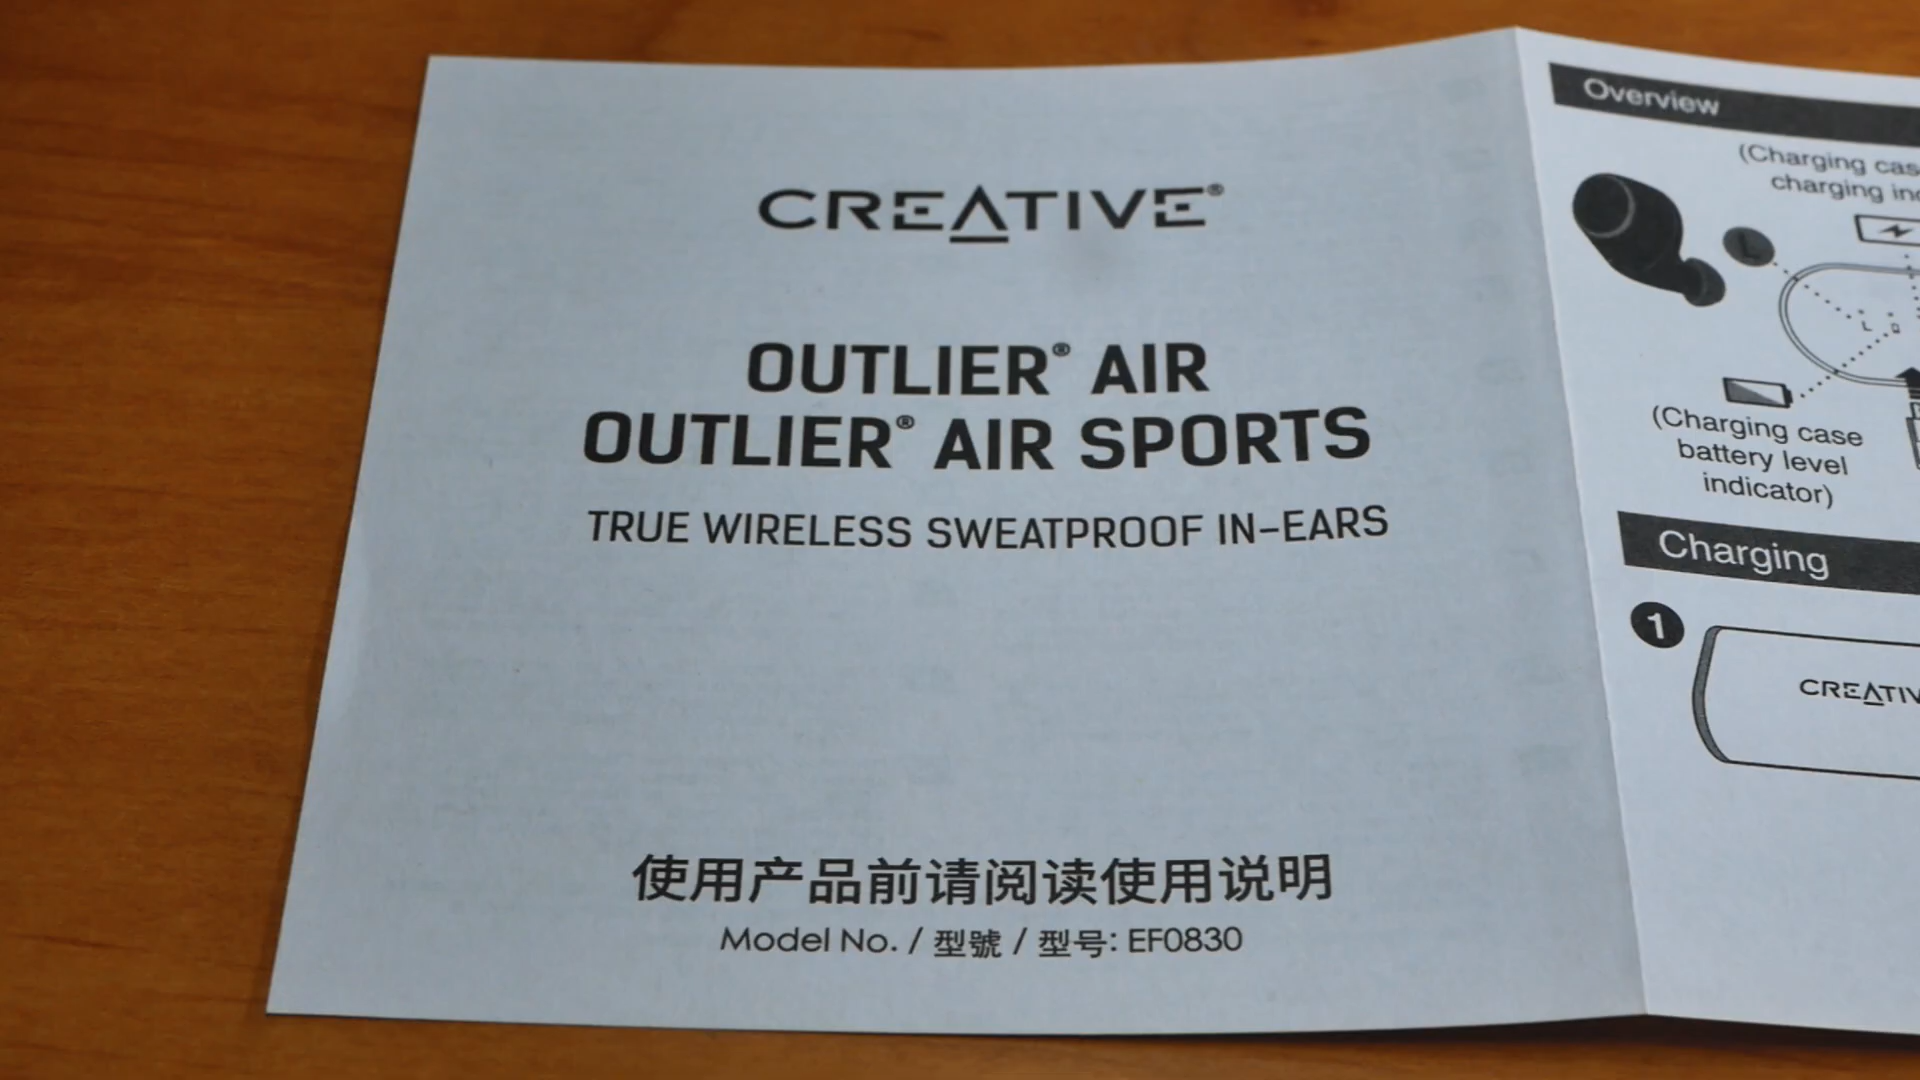 CREATIVE®
OUTLIER® AIR
OUTLIER® AIR SPORTS
TRUE WIRELESS SWEATPROOF IN-EARS
使用产品前请阅读使用说明
Model No. / 型號 / 型号: EF0830
Overview
(Charging
charging
L
L
(Charging case
battery level
indicator)
Charging
1